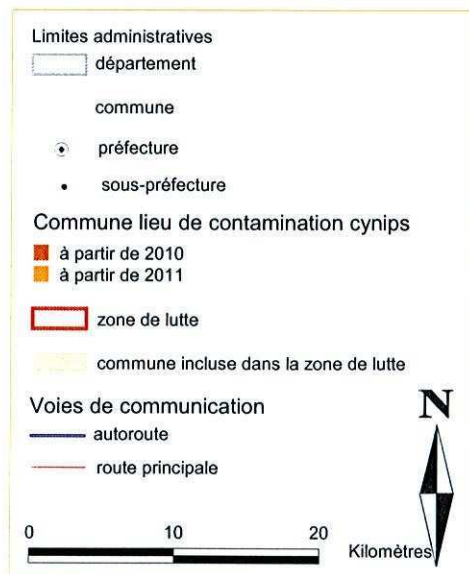 Limites administratives
département
commune
préfecture
sous-préfecture
Commune lieu de contamination cynips
à partir de 2010
à partir de 2011
zone de lutte
commune incluse dans la zone de lutte
Voies de communication
autoroute
route principale
N
0 10 20
Kilomètres